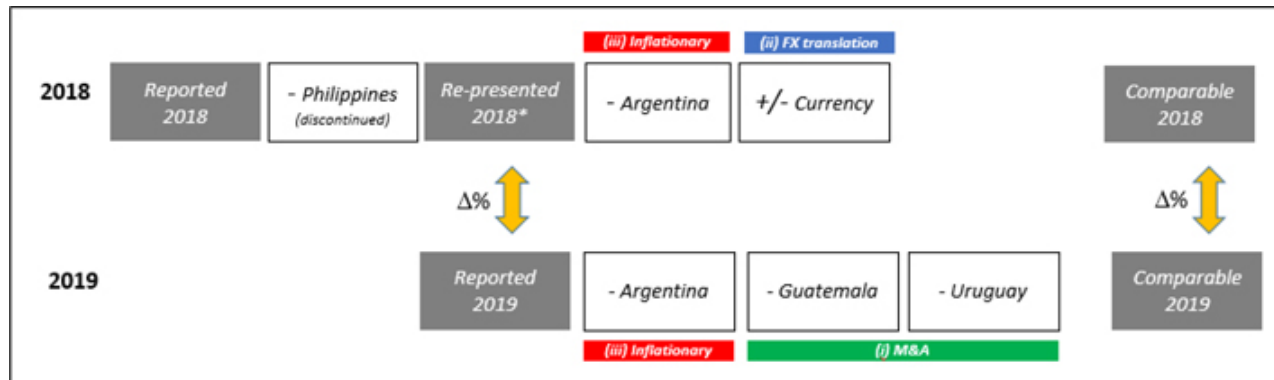 (iii) Inflationary
(ii) FX translation
2018
Reported
2018
- Philippines
(discontinued)
Re-presented
2018*
- Argentina
+/- Currency
Comparable
2018
Δ%
Δ%
2019
Reported
2019
- Argentina
- Guatemala
- Uruguay
Comparable
2019
(iii) Inflationary
(i) M&A